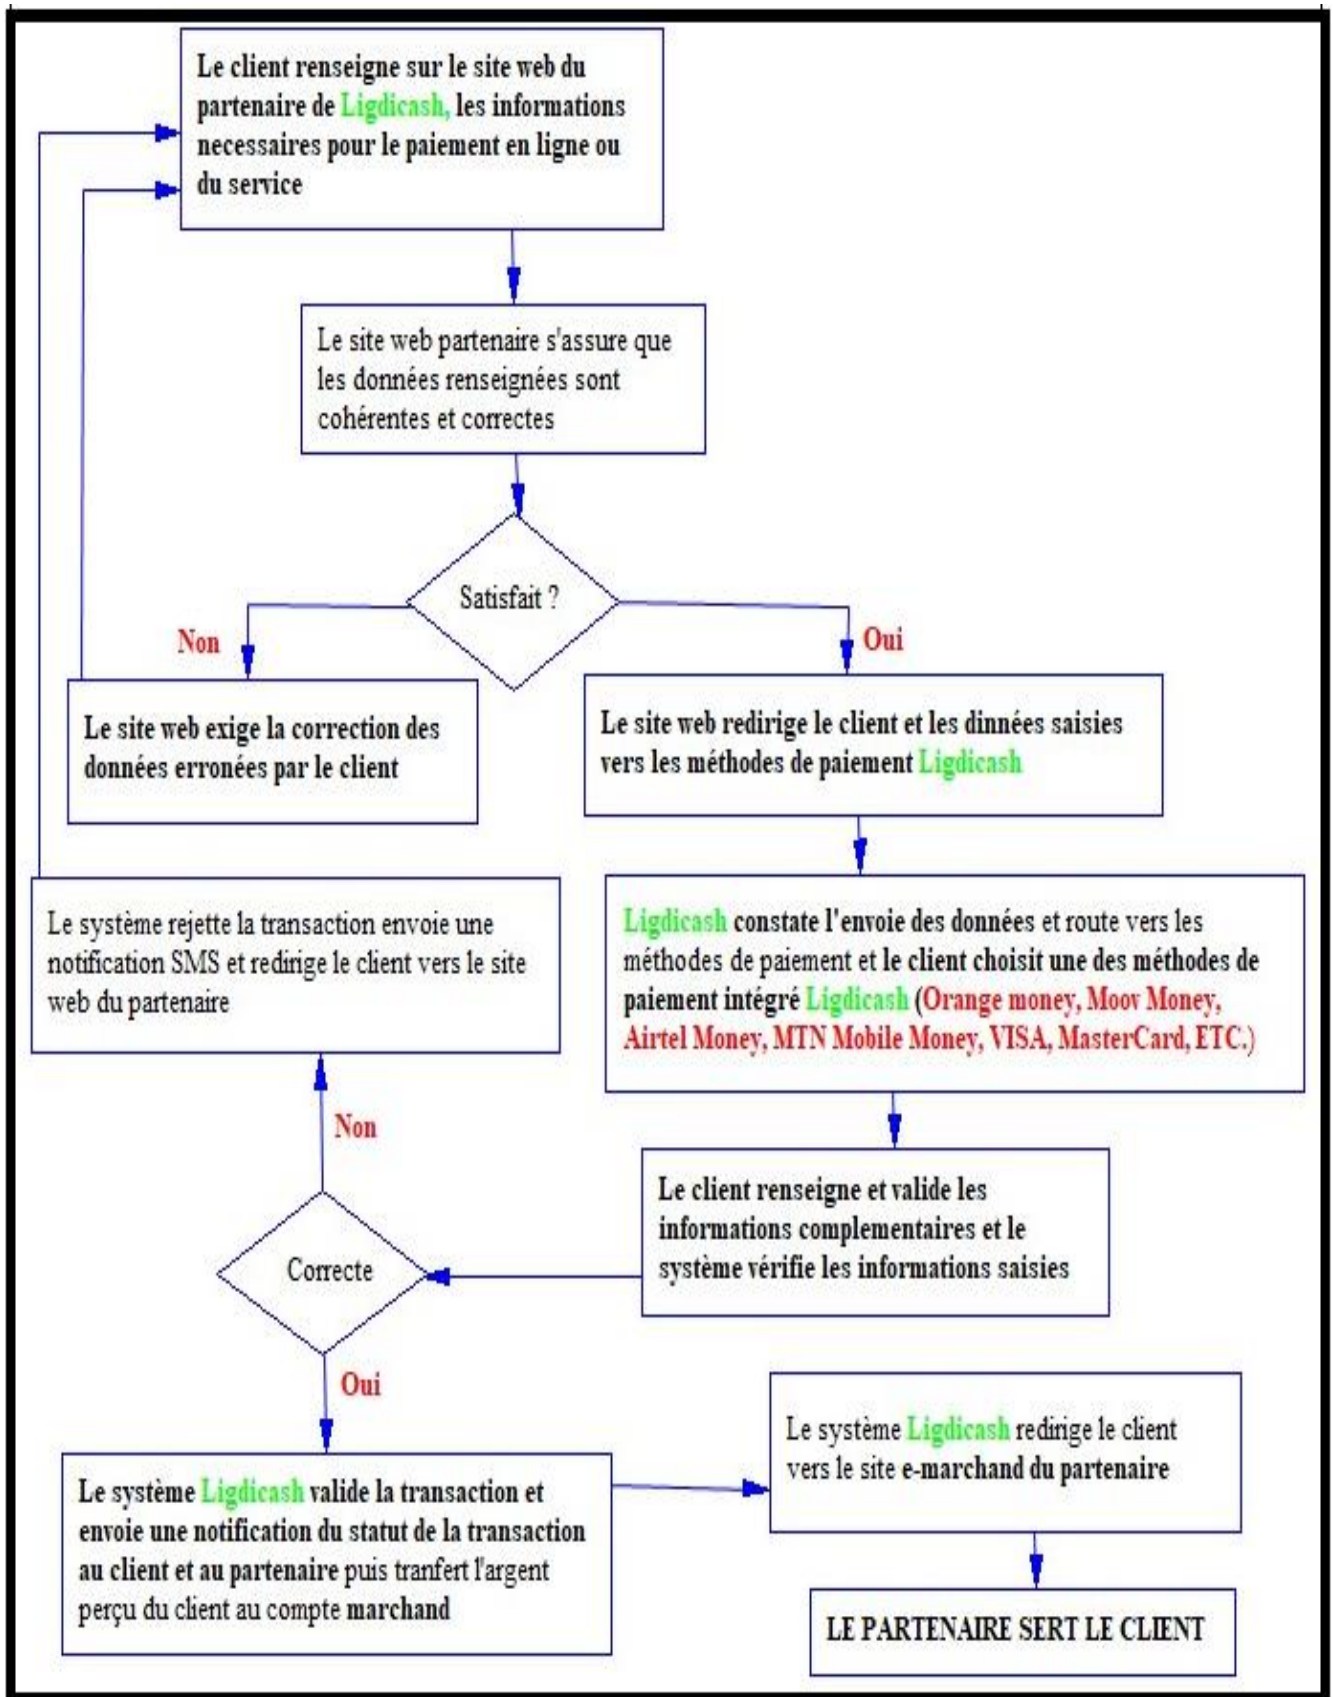 Le client renseigne sur le site web du
partenaire de Ligdicash, les informations
necessaires pour le paiement en ligne ou
du service
Le site web partenaire s'assure que
les données renseignées sont
cohérentes et correctes
Satisfait ?
Non
Oui
Le site web exige la correction des
données erronées par le client
Le site web redirige le client et les dinnées saisies
vers les méthodes de paiement Ligdicash
Ligdicash constate l'envoie des données et route vers les
méthodes de paiement et le client choisit une des méthodes de
paiement intégré Ligdicash (Orange money, Moov Money,
Airtel Money, MTN Mobile Money, VISA, MasterCard, ETC.)
Le système rejette la transaction envoie une
notification SMS et redirige le client vers le site
web du partenaire
Non
Le client renseigne et valide les
informations complementaires et le
système vérifie les informations saisies
Correcte
Oui
Le système Ligdicash valide la transaction et
envoie une notification du statut de la transaction
au client et au partenaire puis tranfert l'argent
perçu du client au compte marchand
Le système Ligdicash redirige le client
vers le site e-marchand du partenaire
LE PARTENAIRE SERT LE CLIENT